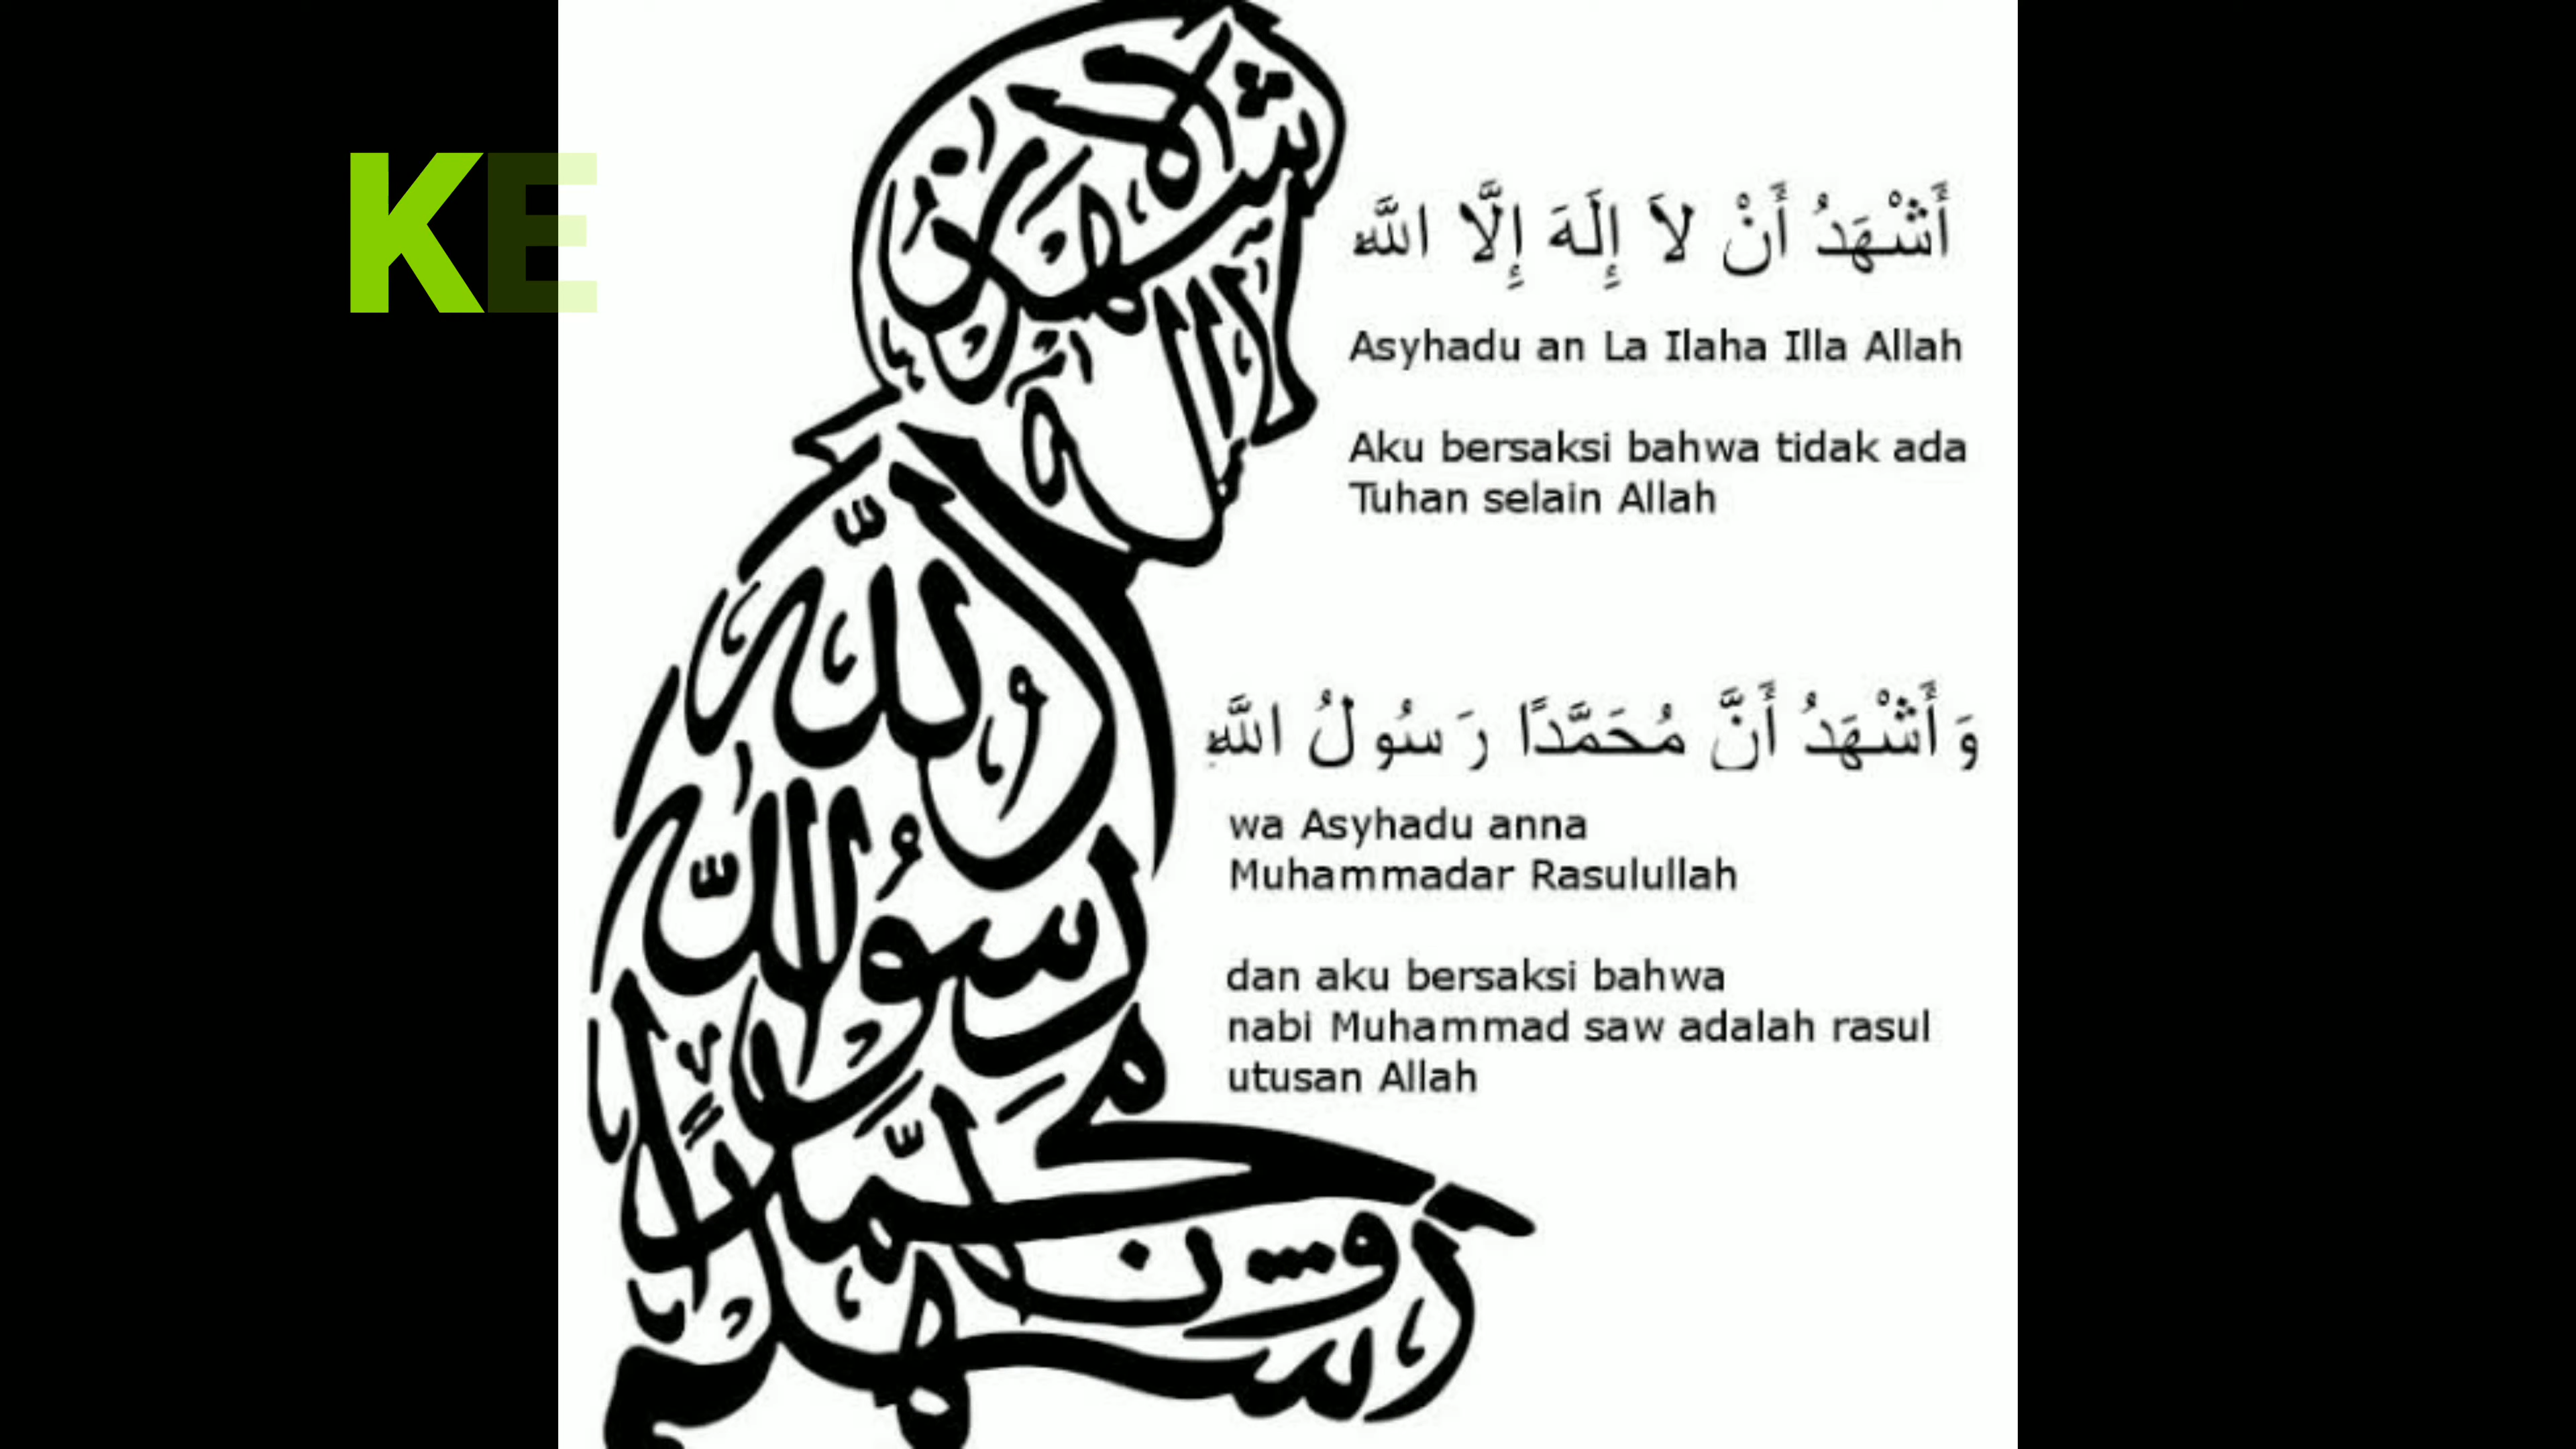 KE
أَشْهَدُ أَنْ لاَ إِلَهَ إِلَّا اللَّه
Asyhadu an La Ilaha Illa Allah
Aku bersaksi bahwa tidak ada
Tuhan selain Allah
وَأَشْهَدُ أَنَّ مُحَمَّدًا رَسُولُ اللَّهِ
wa Asyhadu anna
Muhammadar Rasulullah
dan aku bersaksi bahwa
nabi Muhammad saw adalah rasul
utusan Allah